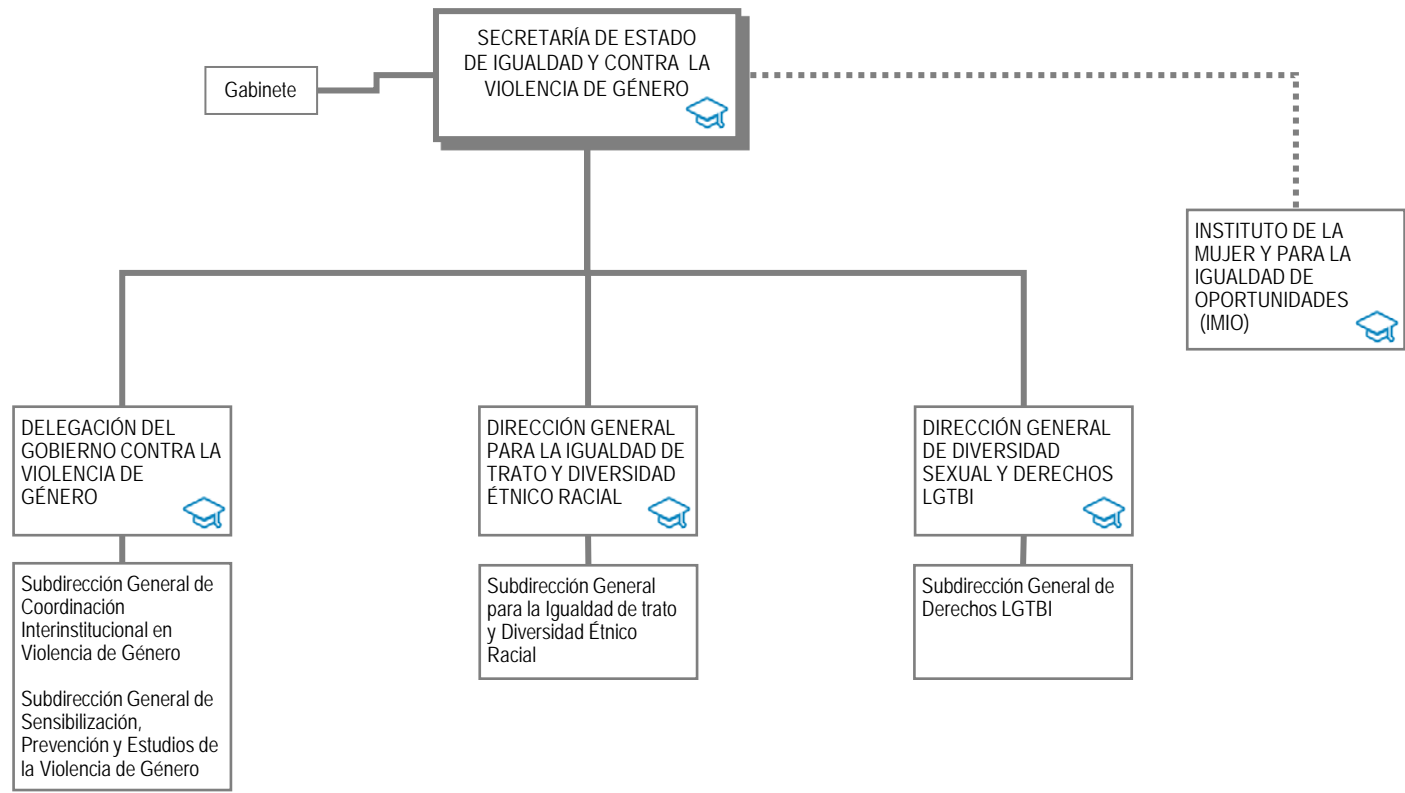 SECRETARÍA DE ESTADO
DE IGUALDAD Y CONTRA LA
VIOLENCIA DE GÉNERO
Gabinete
INSTITUTO DE LA
MUJER Y PARA LA
IGUALDAD DE
OPORTUNIDADES
(IMIO)
DELEGACIÓN DEL
GOBIERNO CONTRA LA
VIOLENCIA DE
GÉNERO
DIRECCIÓN GENERAL
PARA LA IGUALDAD DE
TRATO Y DIVERSIDAD
ÉTNICO RACIAL
DIRECCIÓN GENERAL
DE DIVERSIDAD
SEXUAL Y DERECHOS
LGTBI
Subdirección General de
Coordinación
Interinstitucional en
Violencia de Género
Subdirección General de
Sensibilización,
Prevención y Estudios de
la Violencia de Género
Subdirección General
para la Igualdad de trato
y Diversidad Étnico
Racial
Subdirección General de
Derechos LGTBI